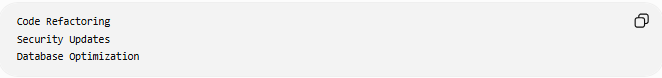 Code Refactoring
Security Updates
Database Optimization